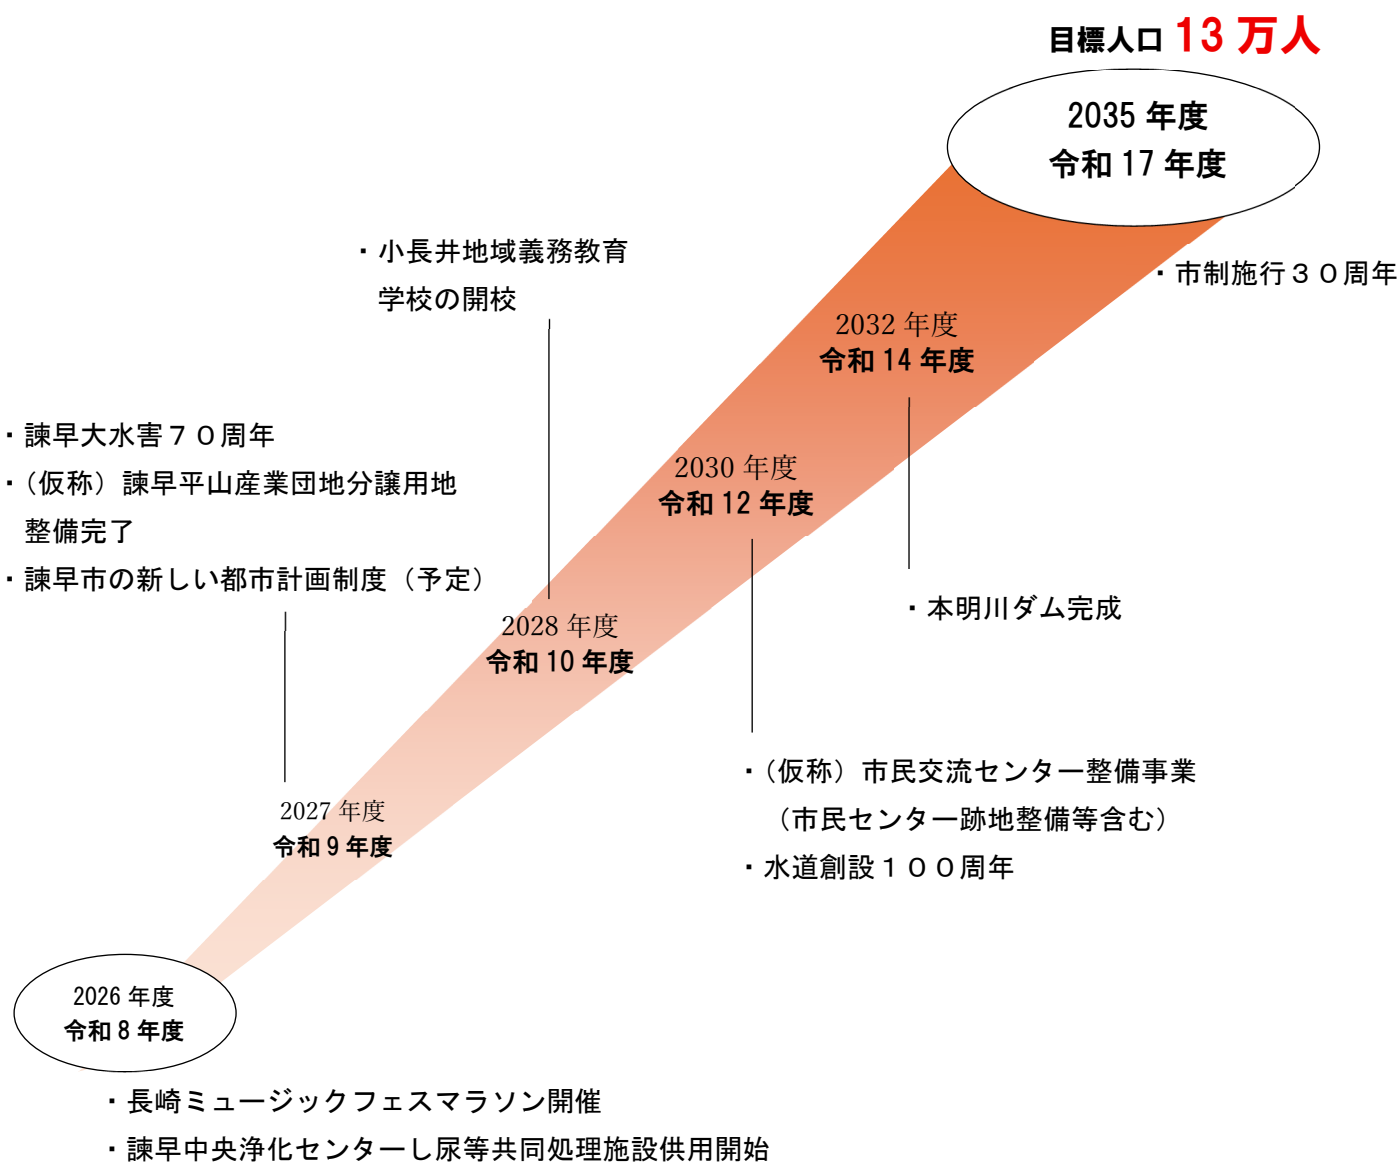 目標人口 13 万人
2035 年度
令和 17 年度
・市制施行３０周年
・小長井地域義務教育
学校の開校
2032 年度
令和 14 年度
・本明川ダム完成
・諫早大水害７０周年
・（仮称）諫早平山産業団地分譲用地
整備完了
・諫早市の新しい都市計画制度（予定）
2030 年度
令和 12 年度
・（仮称）市民交流センター整備事業
（市民センター跡地整備等含む）
・水道創設１００周年
2028 年度
令和 10 年度
2027 年度
令和 9 年度
2026 年度
令和 8 年度
・長崎ミュージックフェスマラソン開催
・諫早中央浄化センターし尿等共同処理施設供用開始